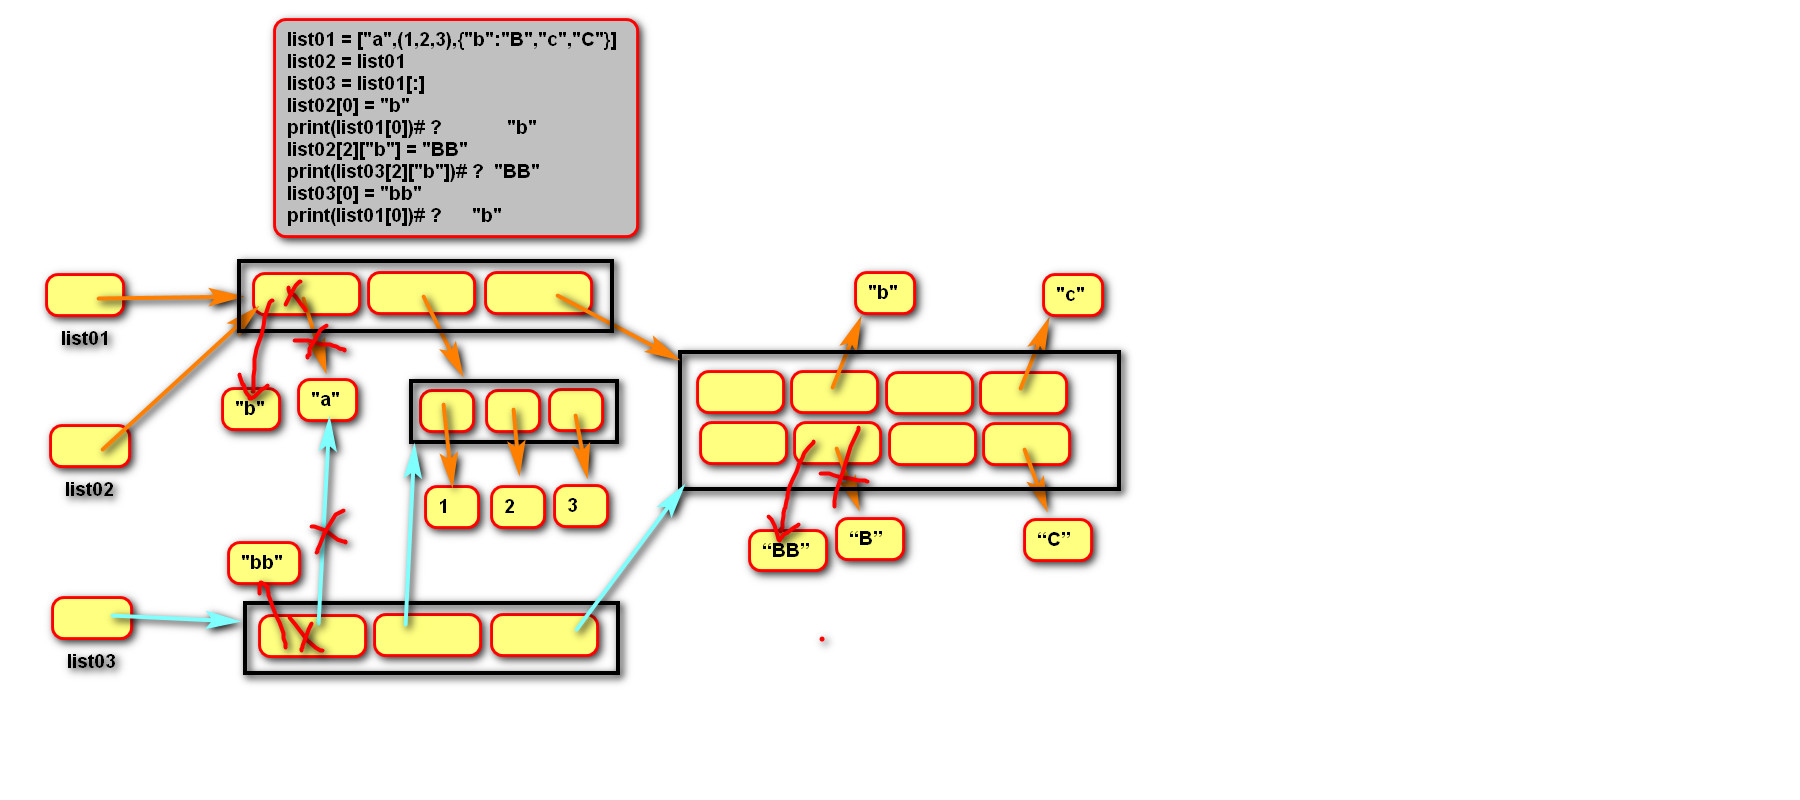 list01 = ["a",(1,2,3),{"b":"B","c","C"}]
list02 = list01
list03 = list01[:]
list02[0] = "b"
print(list01[0])# ? "b"
list02[2]["b"] = "BB"
print(list03[2]["b"])# ? "BB"
list03[0] = "bb"
print(list01[0])# ? "b"
list01
"b"
"c"
"b"
"a"
list02
1
2
3
“BB”
“B”
“C”
"bb"
list03